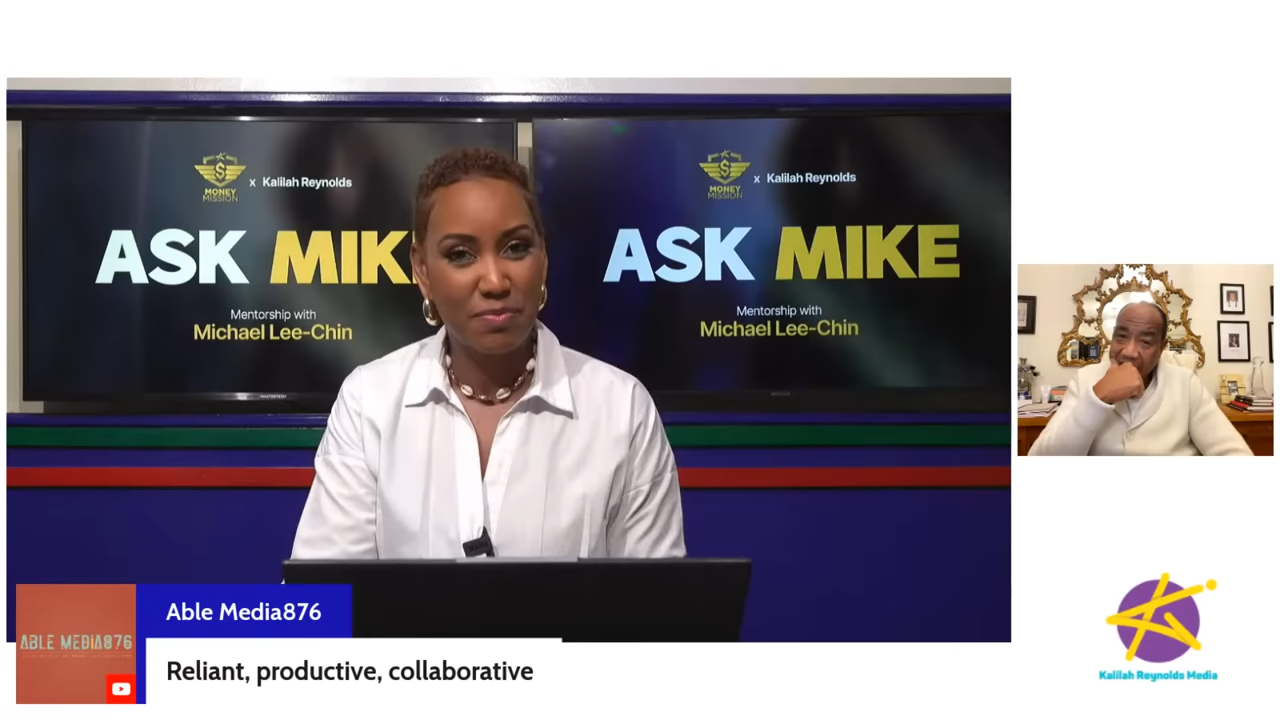 MONEY
MISSION
x Kalilah Reynolds
ASK MIK
Mentorship with
Michael Lee-Chin
MONEY
MISSION
x Kalilah Reynolds
ASK MIKE
Mentorship with
Michael Lee-Chin
ABLE MEDIA876
Able Media876
Reliant, productive, collaborative
Kalilah Reynolds Media